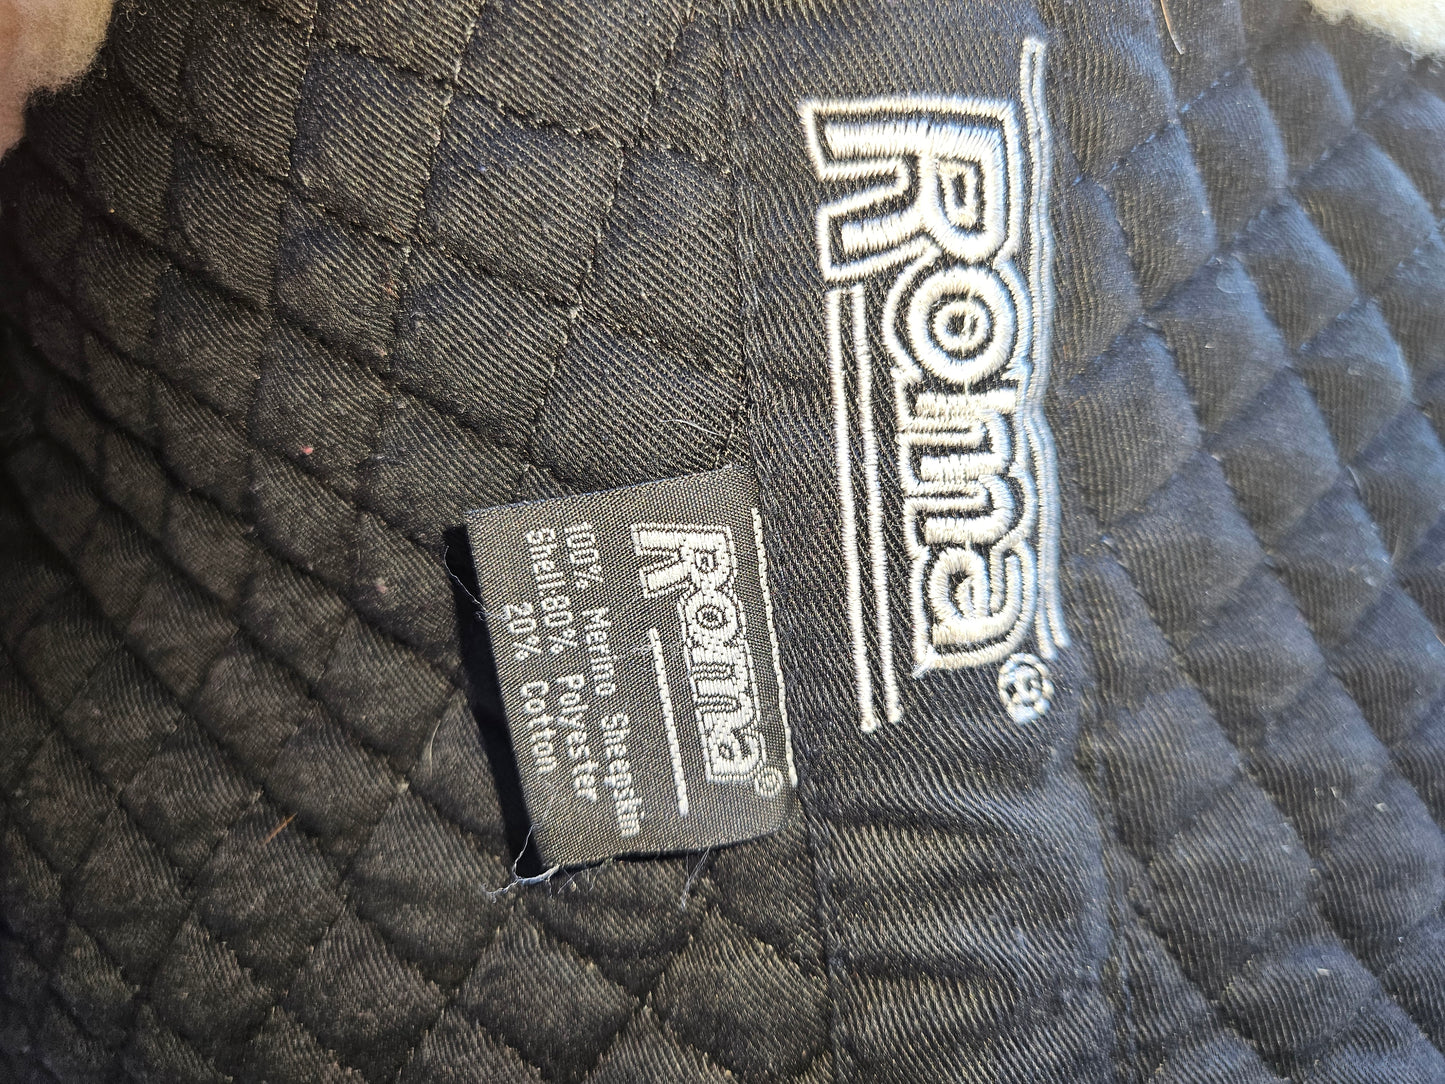 Roma®
Roma®
100% Merino Sheepskin
Shell:80% Polyester
20% Cotton